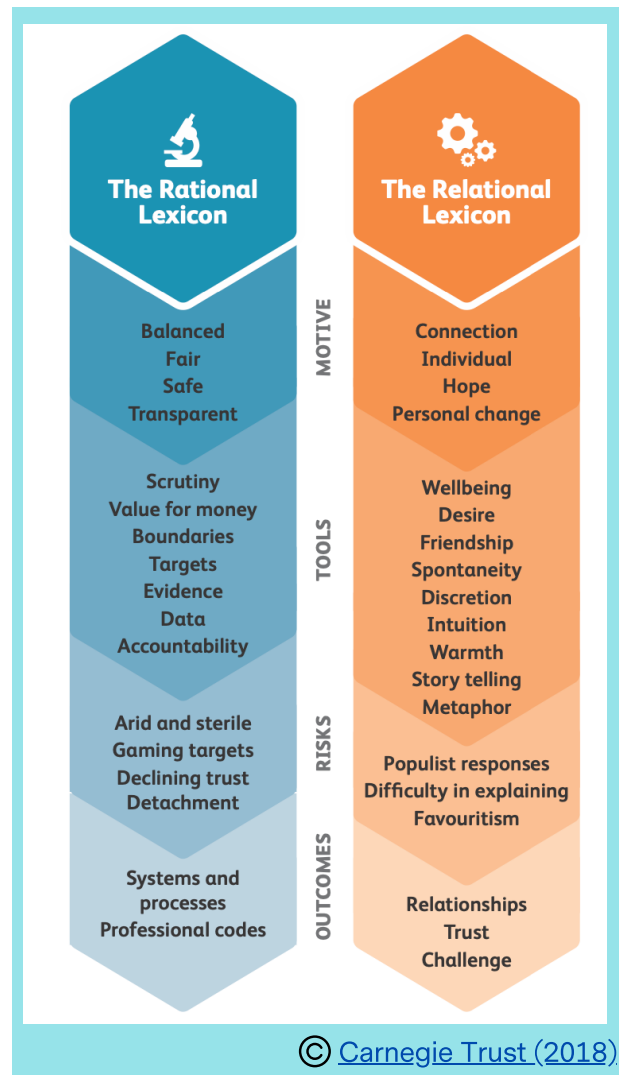 The Rational
Lexicon
Balanced
Fair
Safe
Transparent
Scrutiny
Value for money
Boundaries
Targets
Evidence
Data
Accountability
Arid and sterile
Gaming targets
Declining trust
Detachment
Systems and
processes
Professional codes
MOTIVE
TOOLS
RISKS
OUTCOMES
The Relational
Lexicon
Connection
Individual
Hope
Personal change
Wellbeing
Desire
Friendship
Spontaneity
Discretion
Intuition
Warmth
Story telling
Metaphor
Populist responses
Difficulty in explaining
Favouritism
Relationships
Trust
Challenge
© Carnegie Trust (2018)